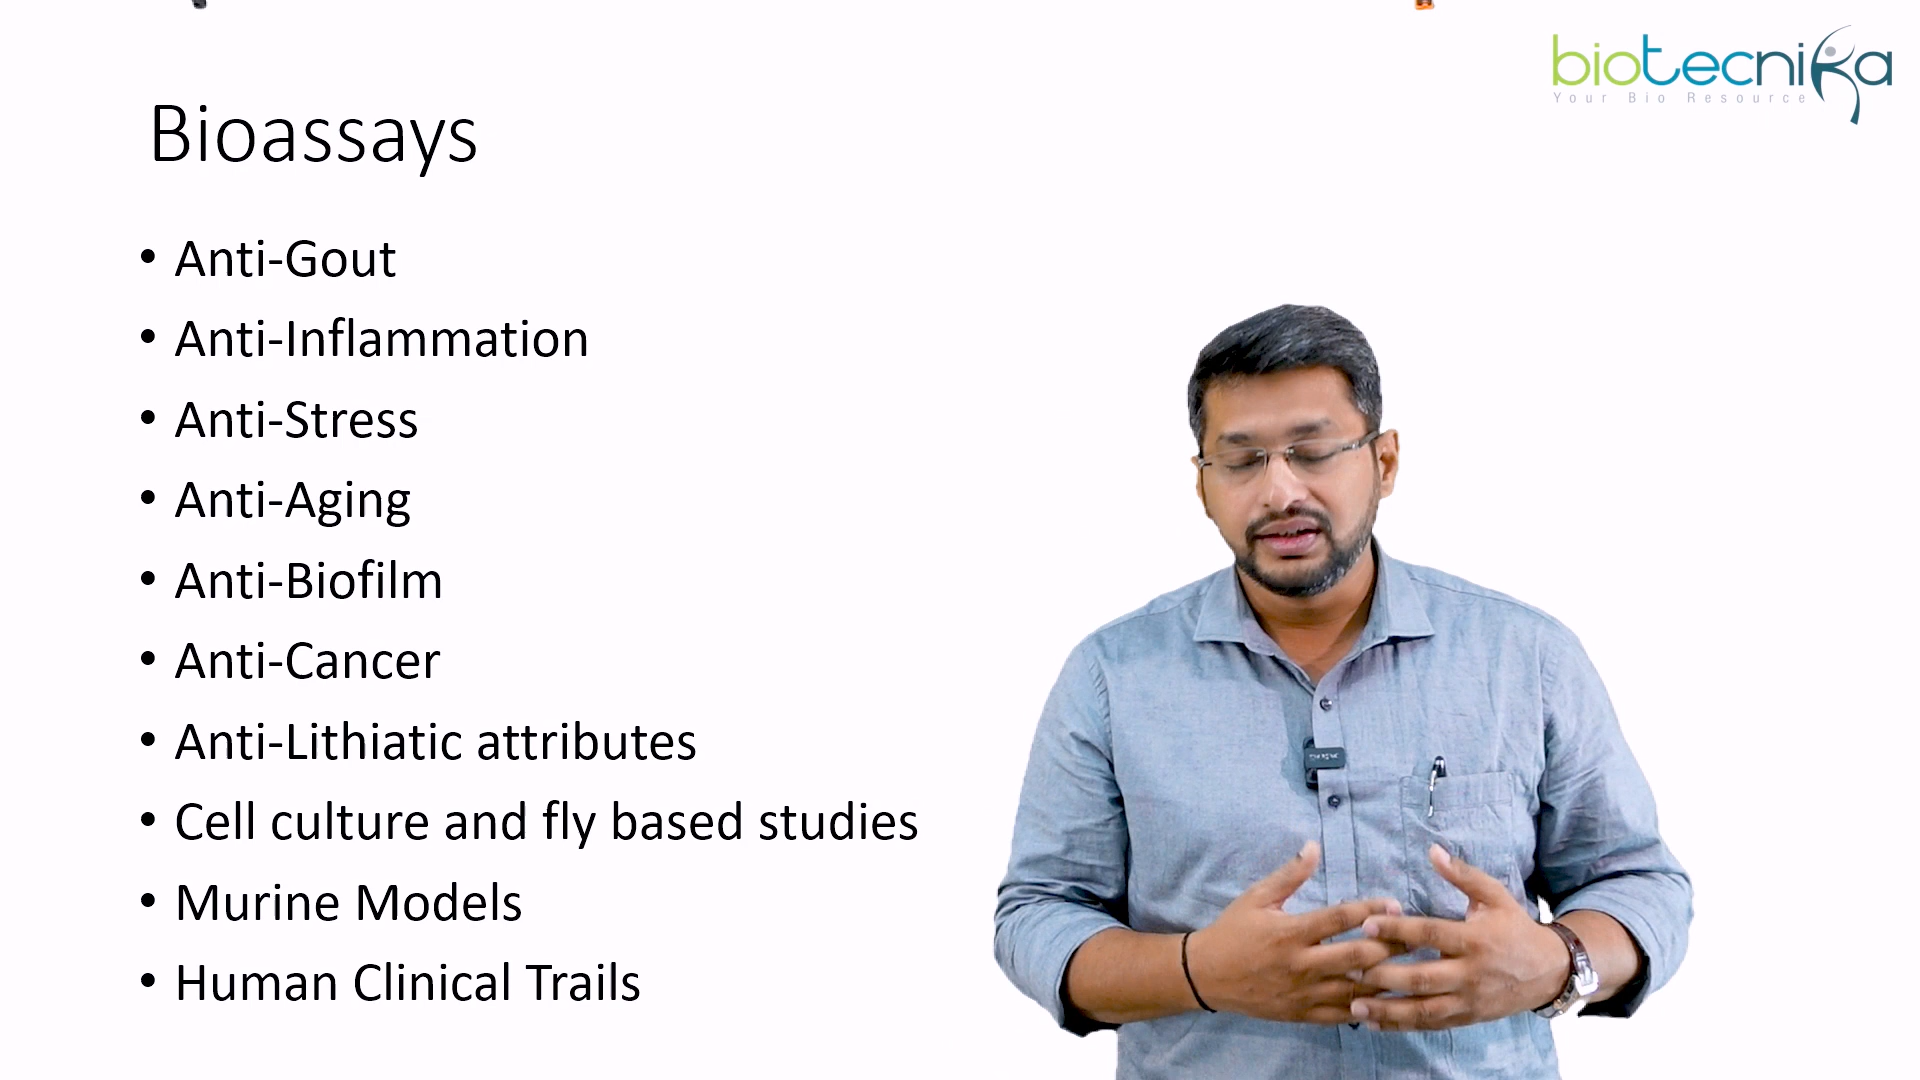 biotecnika
Your Bio Resource
Bioassays
• Anti-Gout
• Anti-Inflammation
• Anti-Stress
• Anti-Aging
• Anti-Biofilm
• Anti-Cancer
• Anti-Lithiatic attributes
• Cell culture and fly based studies
• Murine Models
• Human Clinical Trails